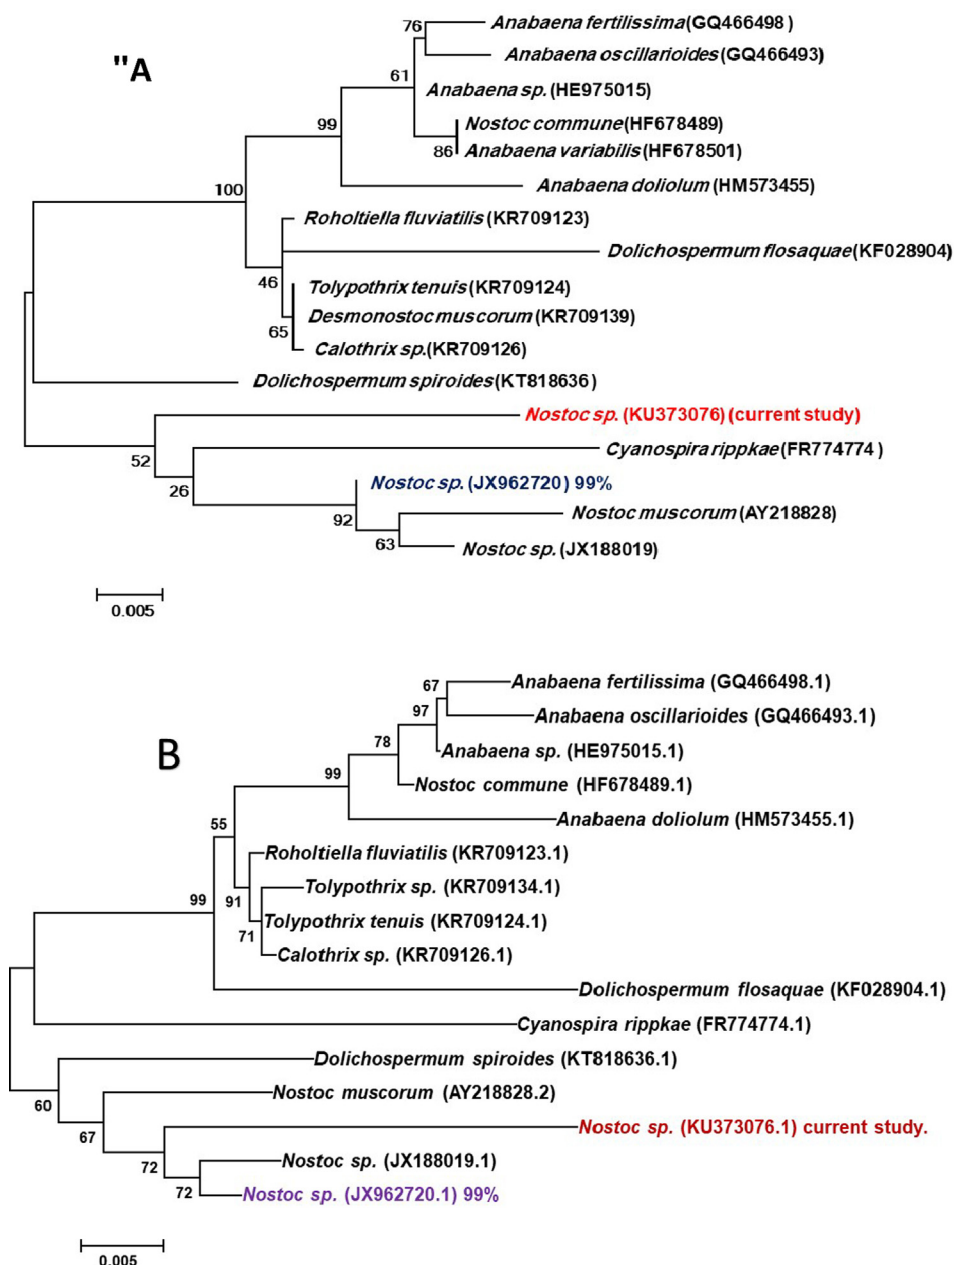 76 Anabaena fertilissima (GQ466498 )
"A
Anabaena oscillarioides (GQ466493)
61
Anabaena sp. (HE975015)
99
Nostoc commune (HF678489)
86 Anabaena variabilis (HF678501)
Anabaena doliolum (HM573455)
100
Roholtiella fluviatilis (KR709123)
Dolichospermum flosaquae (KF028904)
46
Tolypothrix tenuis (KR709124)
Desmonostoc muscorum (KR709139)
65
Calothrix sp.(KR709126)
Dolichospermum spiroides (KT818636)
Nostoc sp. (KU373076) (current study)
52
Cyanospira rippkae (FR774774 )
26
Nostoc sp. (JX962720) 99%
92
Nostoc muscorum (AY218828)
63
Nostoc sp. (JX188019)
0.005
67 Anabaena fertilissima (GQ466498.1)
97
Anabaena oscillarioides (GQ466493.1)
B
78
Anabaena sp. (HE975015.1)
99
Nostoc commune (HF678489.1)
Anabaena doliolum (HM573455.1)
55
Roholtiella fluviatilis (KR709123.1)
Tolypothrix sp. (KR709134.1)
99
91
Tolypothrix tenuis (KR709124.1)
71
Calothrix sp. (KR709126.1)
Dolichospermum flosaquae (KF028904.1)
Cyanospira rippkae (FR774774.1)
Dolichospermum spiroides (KT818636.1)
60
Nostoc muscorum (AY218828.2)
67
Nostoc sp. (KU373076.1) current study.
72
Nostoc sp. (JX188019.1)
72
Nostoc sp. (JX962720.1) 99%
0.005